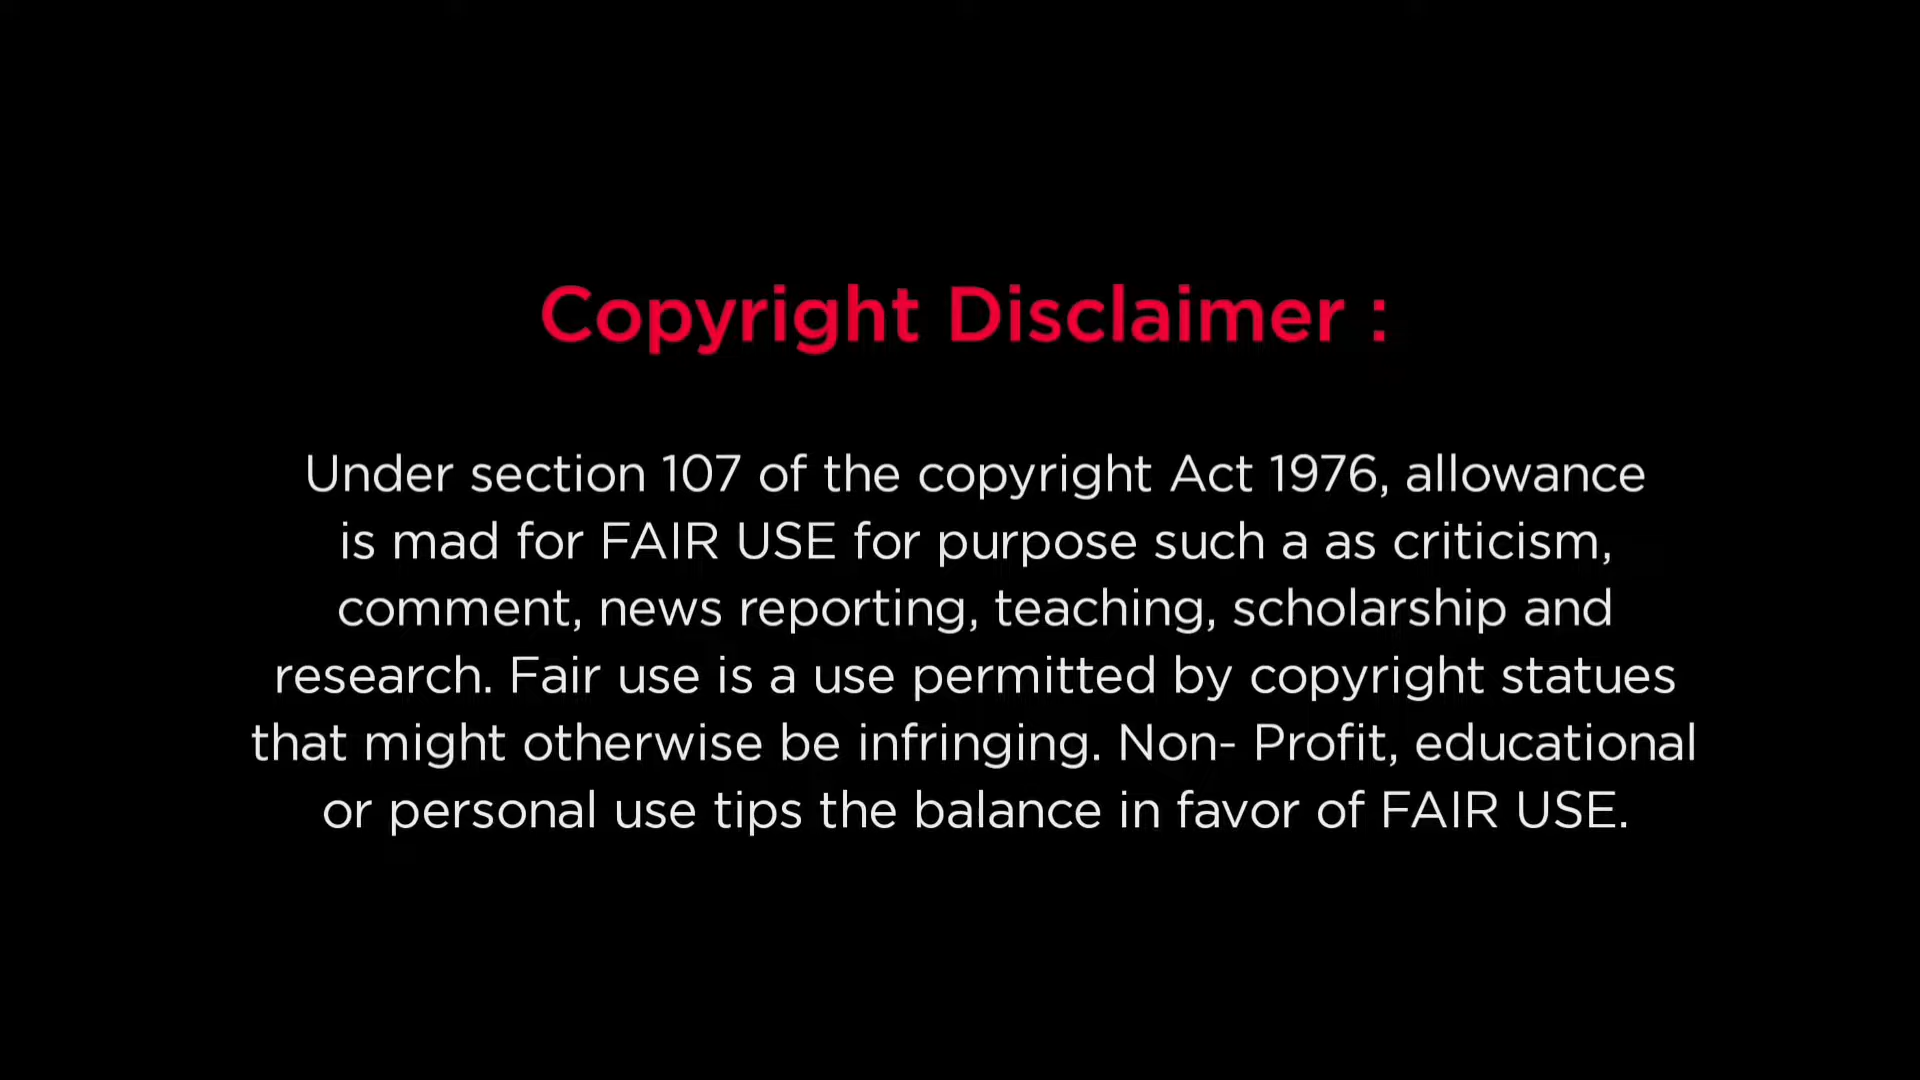 Copyright Disclaimer :
Under section 107 of the copyright Act 1976, allowance
is mad for FAIR USE for purpose such a as criticism,
comment, news reporting, teaching, scholarship and
research. Fair use is a use permitted by copyright statues
that might otherwise be infringing. Non- Profit, educational
or personal use tips the balance in favor of FAIR USE.